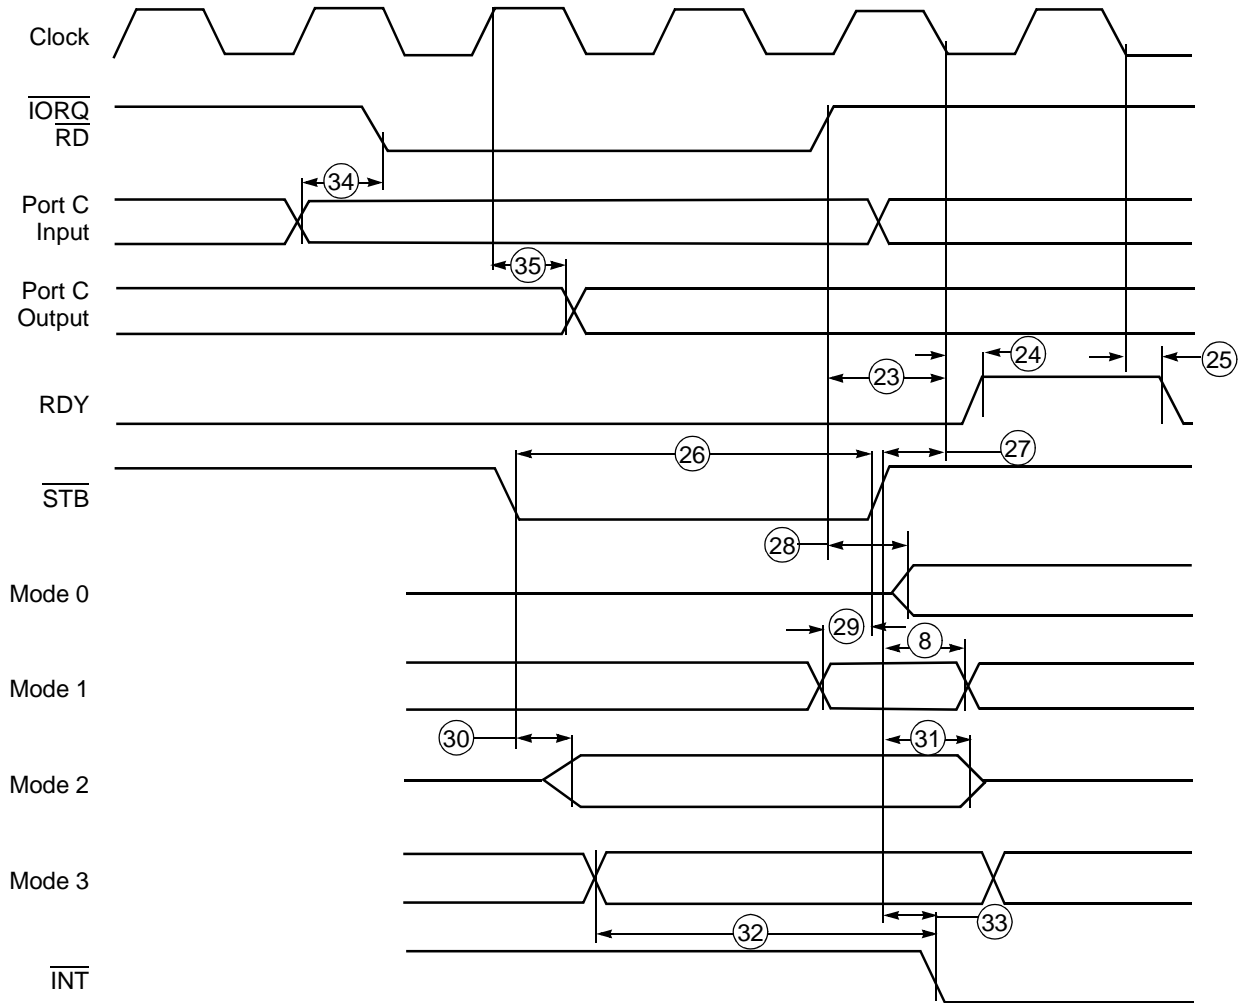 Clock
IORQ
RD
34
Port C
Input
35
Port C
Output
24
25
23
RDY
27
26
STB
28
Mode 0
29
8
Mode 1
30
31
Mode 2
Mode 3
33
32
INT